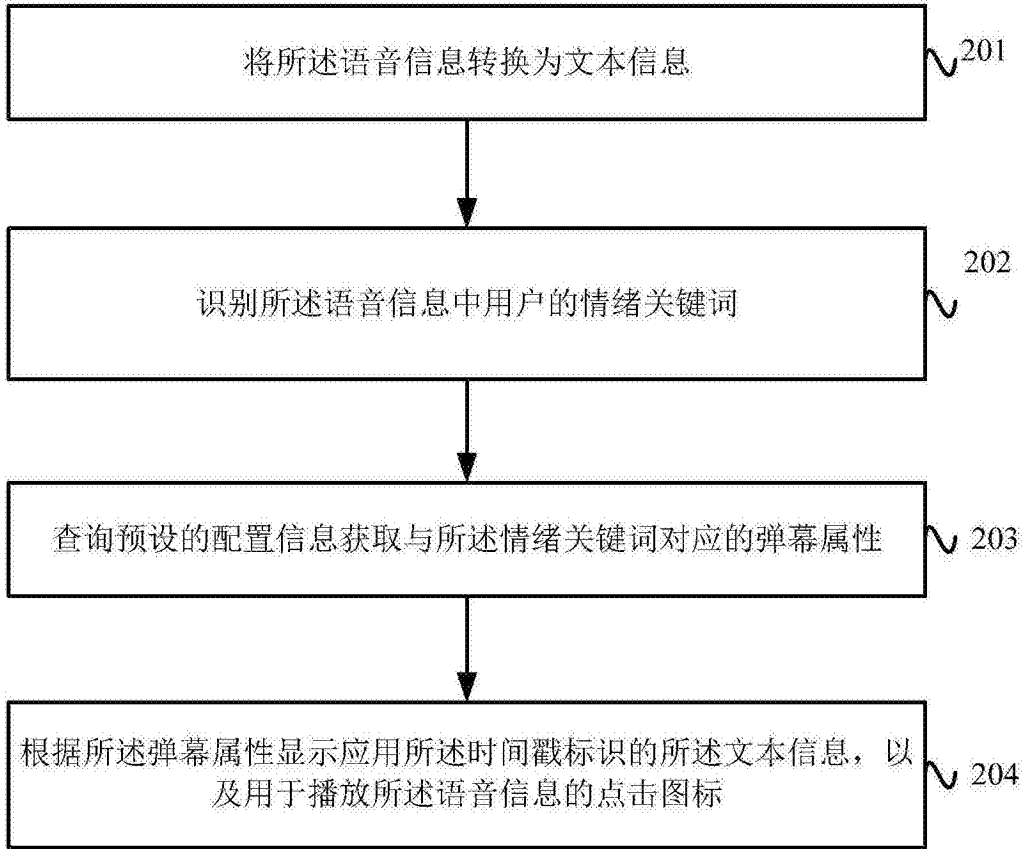 将所述语音信息转换为文本信息
201
识别所述语音信息中用户的情绪关键词
202
查询预设的配置信息获取与所述情绪关键词对应的弹幕属性
203
根据所述弹幕属性显示应用所述时间戳标识的所述文本信息，以
及用于播放所述语音信息的点击图标
204